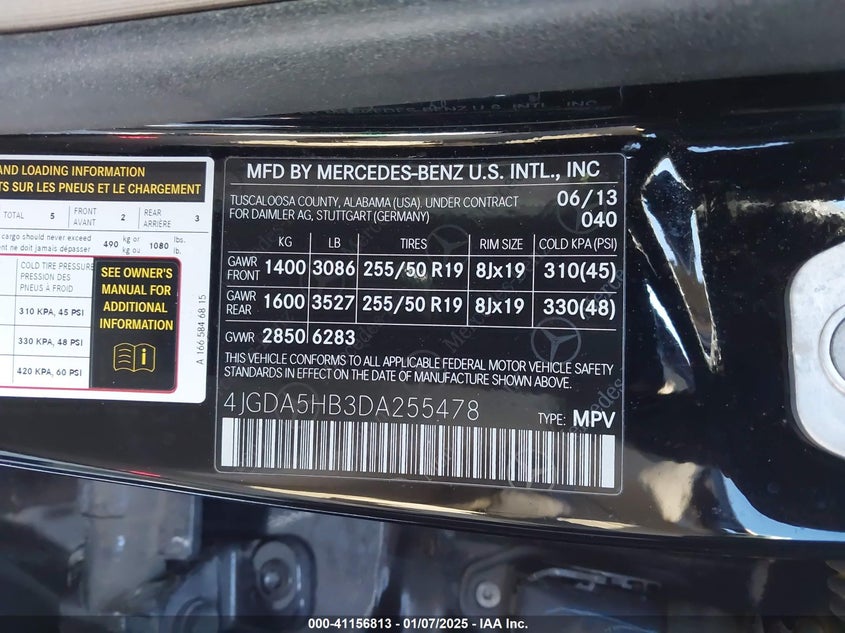 AND LOADING INFORMATION
TS SUR LES PNEUS ET LE CHARGEMENT
TOTAL 5 FRONT AVANT 2 REAR ARRIÈRE 3
cargo should never exceed 490 kg or kg ou 1080 lbs. lb.
ent ne doit jamais dépasser
COLD TIRE PRESSURE
PRESSION DES
PNEUS À FROID
310 KPA, 45 PSI
330 KPA, 48 PSI
420 KPA, 60 PSI
SEE OWNER'S
MANUAL FOR
ADDITIONAL
INFORMATION
A 166 584 68 15
MFD BY MERCEDES-BENZ U.S. INTL., INC
TUSCALOOSA COUNTY, ALABAMA (USA). UNDER CONTRACT 06/13
FOR DAIMLER AG, STUTTGART (GERMANY) 040
KG LB TIRES RIM SIZE COLD KPA(PSI)
GAWR FRONT 1400 3086 255/50 R19 8Jx19 310(45)
GAWR REAR 1600 3527 255/50 R19 8Jx19 330(48)
GVWR 2850 6283
THIS VEHICLE CONFORMS TO ALL APPLICABLE FEDERAL MOTOR VEHICLE SAFETY
STANDARDS IN EFFECT ON THE DATE OF MANUFACTURE SHOWN ABOVE.
4JGDA5HB3DA255478 TYPE: MPV
000-41156813 - 01/07/2025 - IAA Inc.